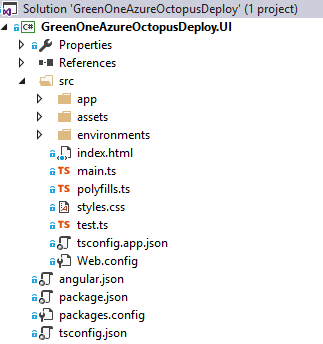 Solution 'GreenOneAzureOctopusDeploy' (1 project)
C# GreenOneAzureOctopusDeploy.UI
Properties
References
src
app
assets
environments
index.html
TS main.ts
TS polyfills.ts
styles.css
TS test.ts
tsconfig.app.json
Web.config
angular.json
package.json
packages.config
tsconfig.json